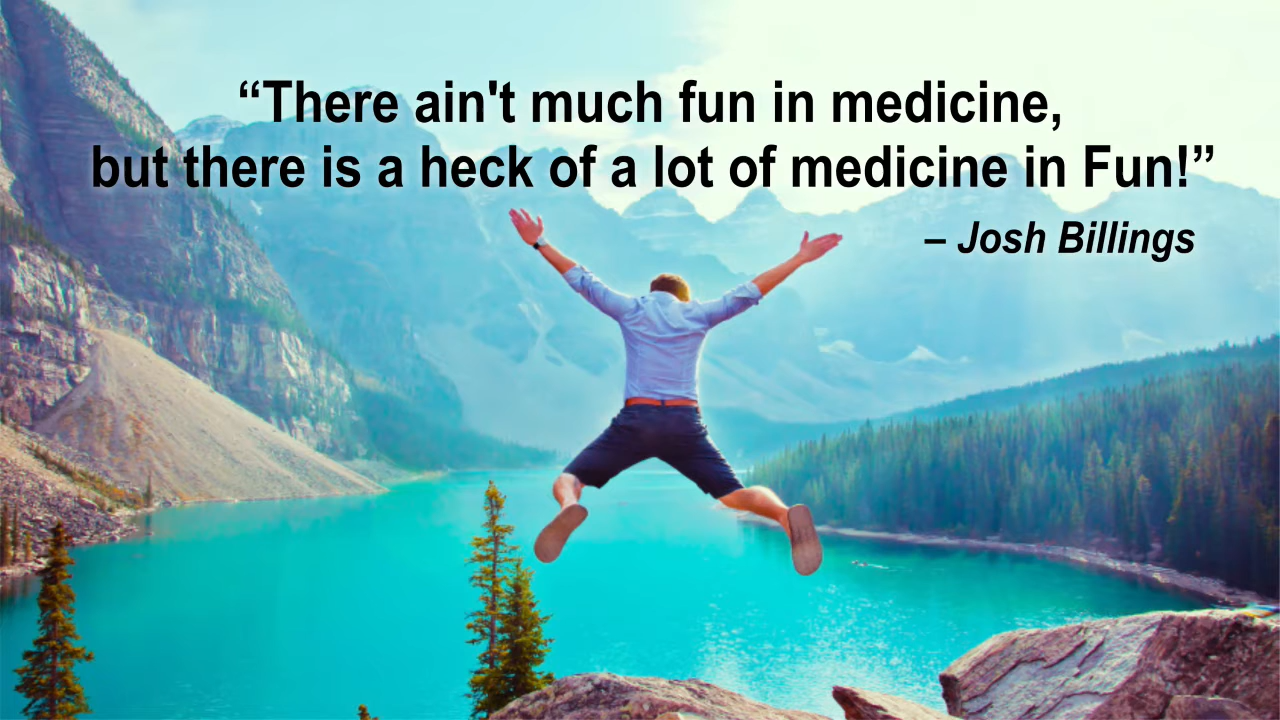 “There ain't much fun in medicine,
but there is a heck of a lot of medicine in Fun!”
– Josh Billings